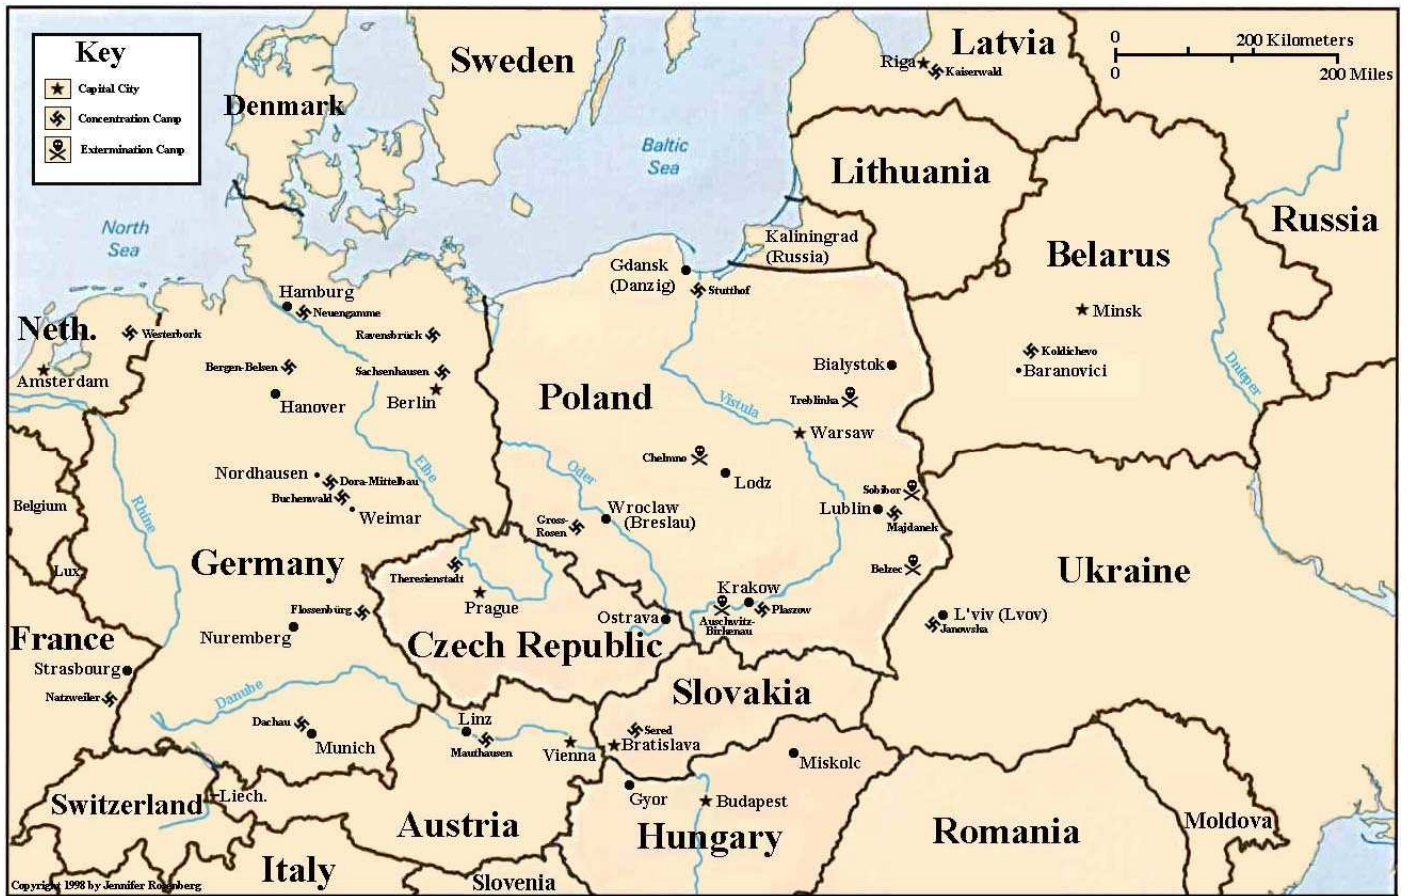 Key
Capital City
Concentration Camp
Extermination Camp
Sweden
Denmark
Latvia
Riga
Kaiserwald
0
200 Kilometers
0
200 Miles
Baltic
Sea
Lithuania
North
Sea
Russia
Kaliningrad
(Russia)
Belarus
Gdansk
(Danzig)
Stutthof
Hamburg
Neuengamme
Minsk
Neth.
Westerbork
Ravensbrück
Koldichevo
Baranovici
Dnieper
Amsterdam
Bergen-Belsen
Sachsenhausen
Bialystok
Hanover
Berlin
Poland
Treblinka
Vistula
Warsaw
Chelmno
Lodz
Nordhausen
Dora-Mittelbau
Buchenwald
Weimar
Elbe
Oder
Sobibor
Lublin
Majdanek
Belgium
Rhine
Wroclaw
(Breslau)
Gross-
Rosen
Germany
Lux.
Theresienstadt
Belzec
Ukraine
Prague
Krakow
Plaszow
Auschwitz-
Birkenau
Flossenbürg
Ostrava
L'viv (Lvov)
Janowska
France
Nuremberg
Czech Republic
Strasbourg
Natzweiler
Danube
Slovakia
Dachau
Munich
Linz
Mauthausen
Vienna
Sered
Bratislava
Miskolc
Switzerland
Liech.
Gyor
Budapest
Austria
Hungary
Romania
Moldova
Italy
Slovenia
Copyright 1998 by Jennifer Rosenberg